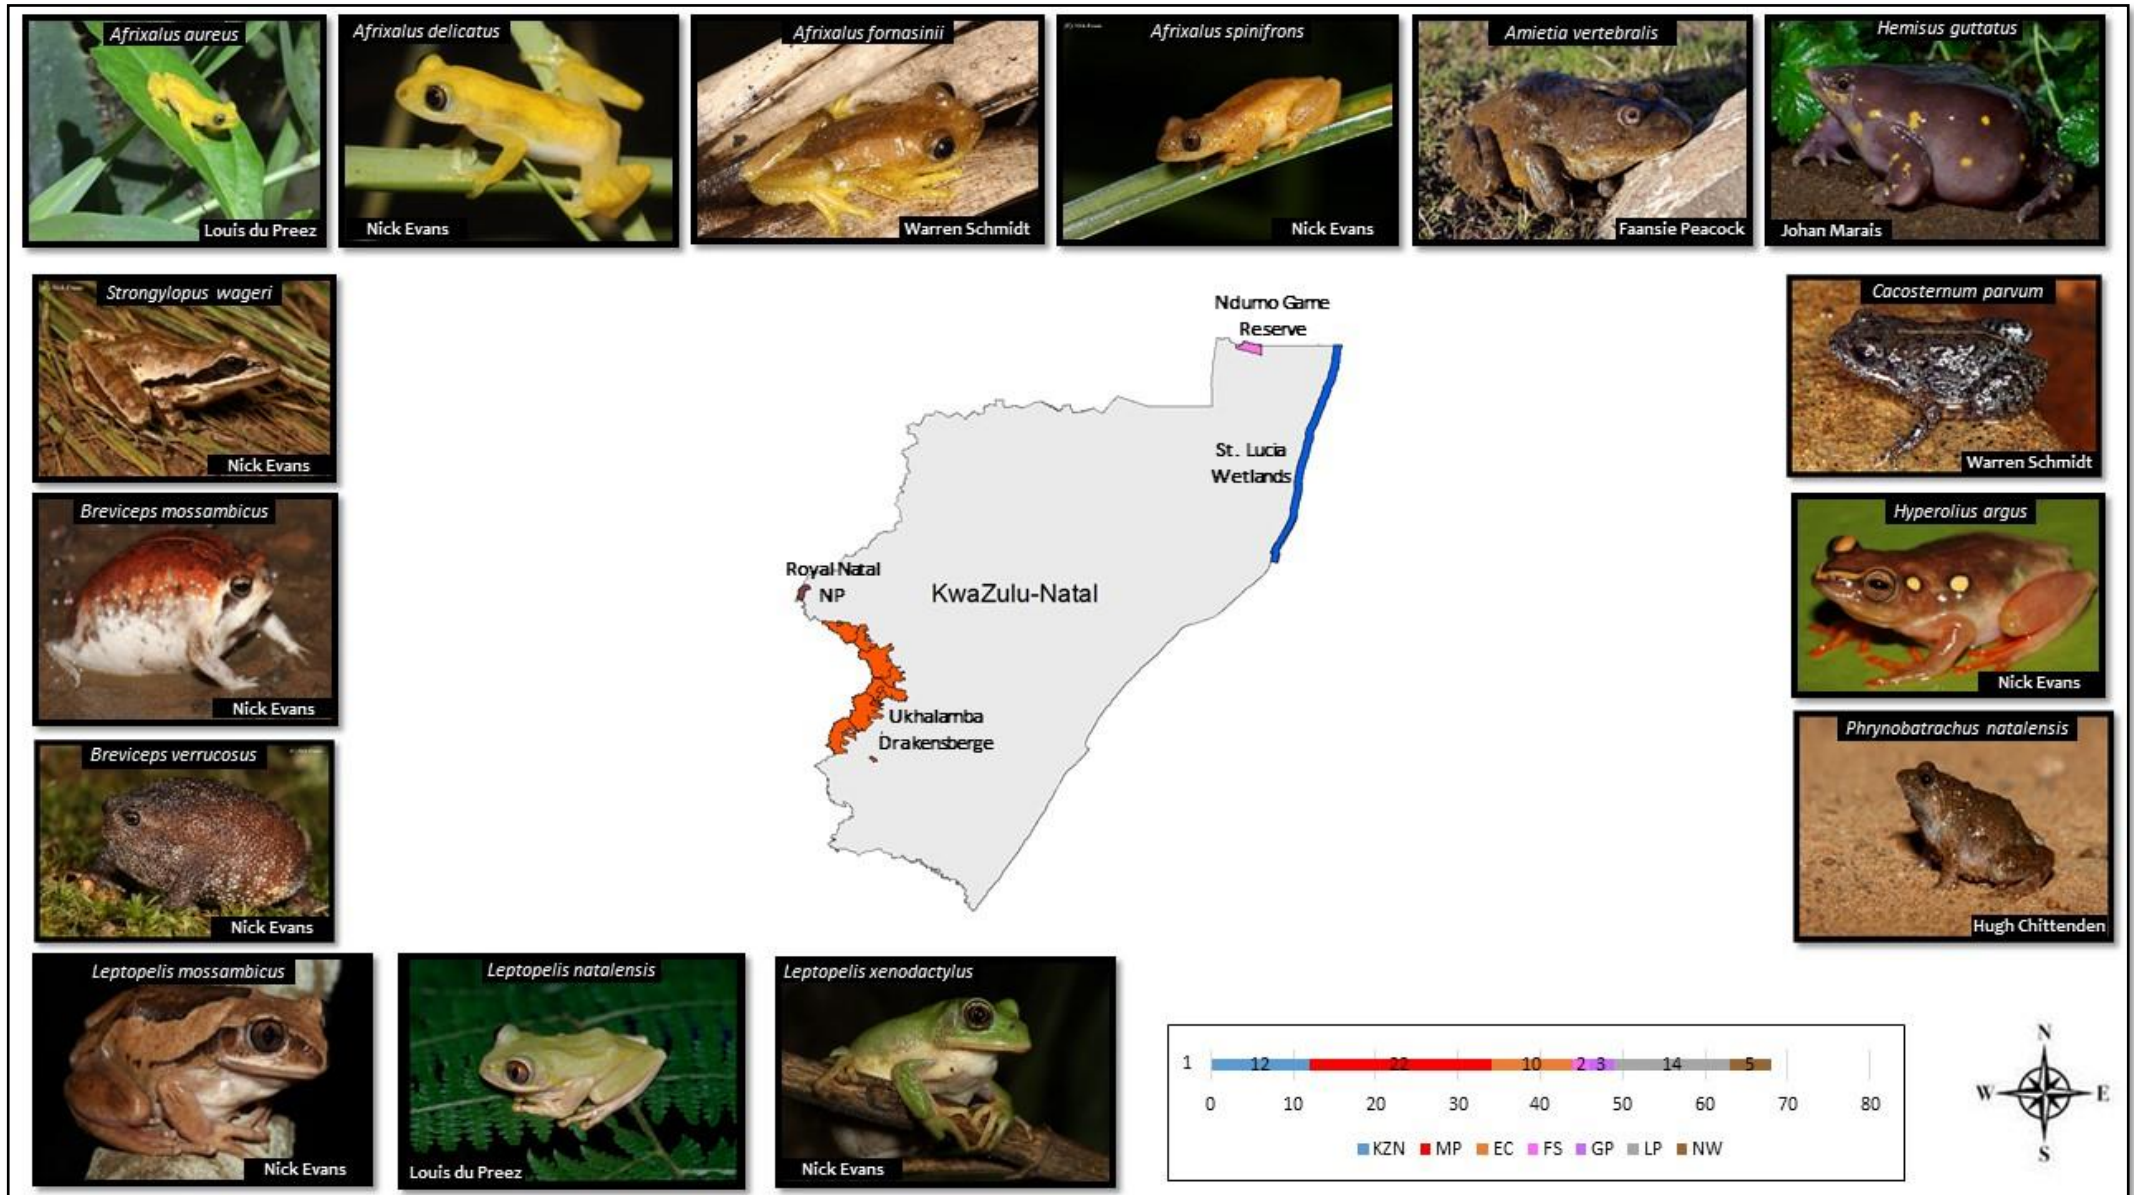 Afrixalus aureus
Louis du Preez
Afrixalus delicatus
Nick Evans
Afrixalus fornasinii
Warren Schmidt
Afrixalus spinifrons
Nick Evans
Amietia vertebralis
Faansie Peacock
Hemisus guttatus
Johan Marais
Strongylopus wageri
Nick Evans
Breviceps mossambicus
Nick Evans
Breviceps verrucosus
Nick Evans
Ndumo Game
Reserve
St. Lucia
Wetlands
Royal Natal
NP
KwaZulu-Natal
Ukhalamba
Drakensberge
Cacosternum parvum
Warren Schmidt
Hyperolius argus
Nick Evans
Phrynobatrachus natalensis
Hugh Chittenden
Leptopelis mossambicus
Nick Evans
Leptopelis natalensis
Louis du Preez
Leptopelis xenodactylus
Nick Evans
1 12 22 10 2 3 14 5
0 10 20 30 40 50 60 70 80
KZN MP EC FS GP LP NW
N
W E
S